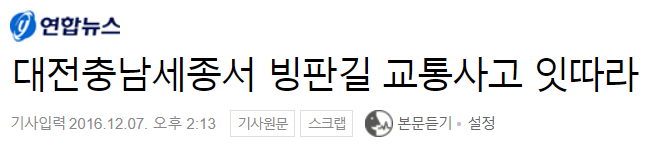 연합뉴스
대전충남세종서 빙판길 교통사고 잇따라
기사입력 2016.12.07. 오후 2:13 기사원문 스크랩 본문듣기 설정